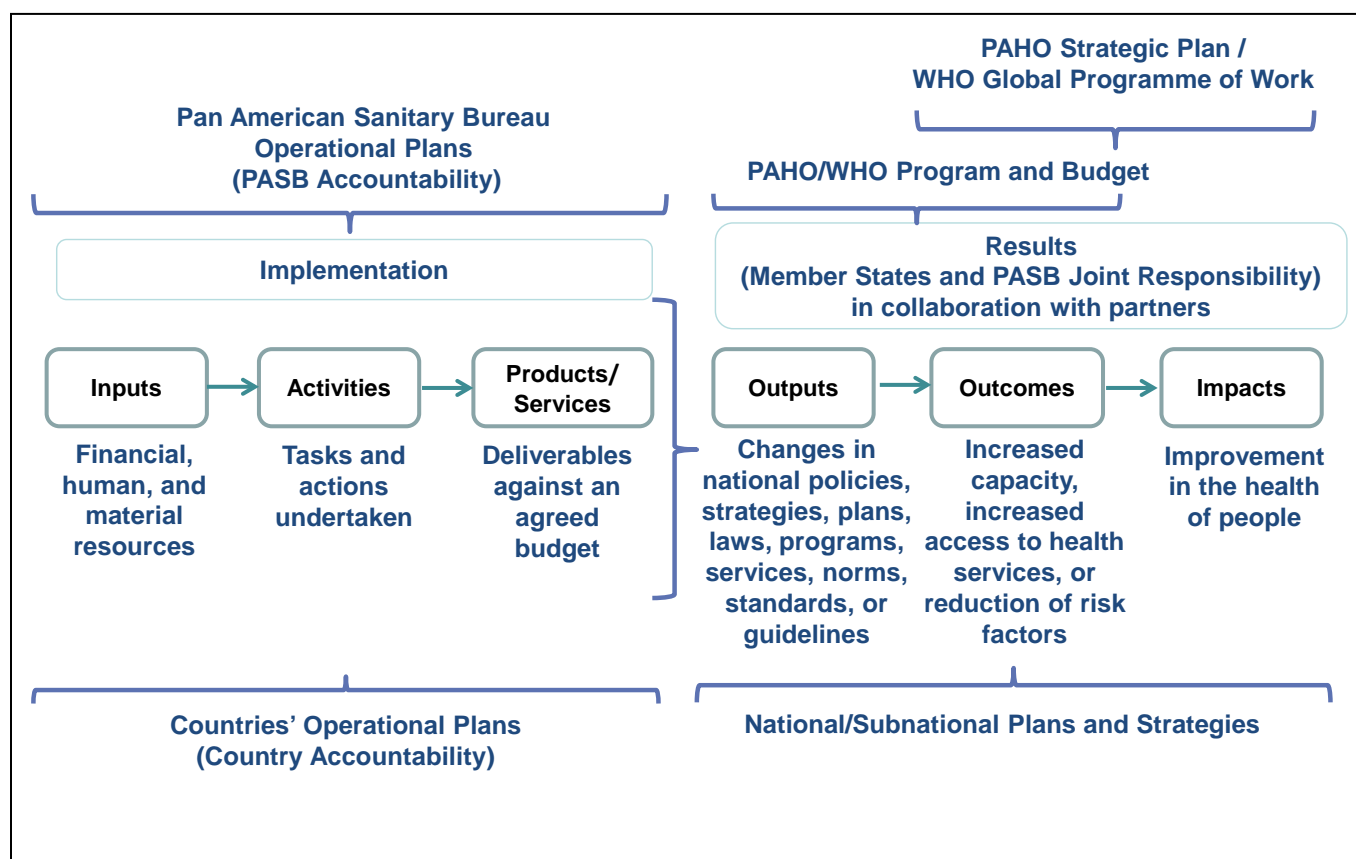 PAHO Strategic Plan /
WHO Global Programme of Work
Pan American Sanitary Bureau
Operational Plans
(PASB Accountability)
PAHO/WHO Program and Budget
Implementation
Results
(Member States and PASB Joint Responsibility)
in collaboration with partners
Inputs
Activities
Products/
Services
Outputs
Outcomes
Impacts
Financial,
human, and
material
resources
Tasks and
actions
undertaken
Deliverables
against an
agreed
budget
Changes in
national policies,
strategies, plans,
laws, programs,
services, norms,
standards, or
guidelines
Increased
capacity,
increased
access to health
services, or
reduction of risk
factors
Improvement
in the health
of people
Countries’ Operational Plans
(Country Accountability)
National/Subnational Plans and Strategies